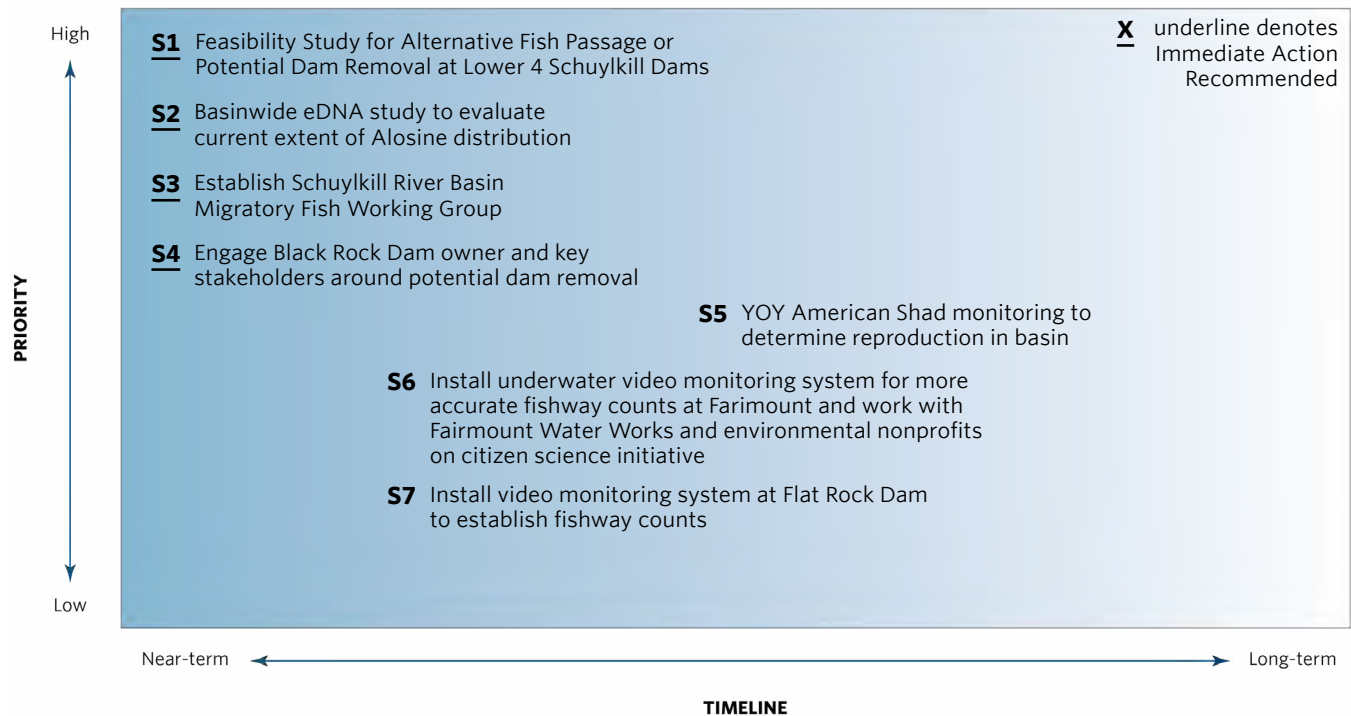 High
S1 Feasibility Study for Alternative Fish Passage or
Potential Dam Removal at Lower 4 Schuylkill Dams
X underline denotes
Immediate Action
Recommended
S2 Basinwide eDNA study to evaluate
current extent of Alosine distribution
S3 Establish Schuylkill River Basin
Migratory Fish Working Group
S4 Engage Black Rock Dam owner and key
stakeholders around potential dam removal
PRIORITY
S5 YOY American Shad monitoring to
determine reproduction in basin
S6 Install underwater video monitoring system for more
accurate fishway counts at Farimount and work with
Fairmount Water Works and environmental nonprofits
on citizen science initiative
S7 Install video monitoring system at Flat Rock Dam
to establish fishway counts
Low
Near-term
Long-term
TIMELINE